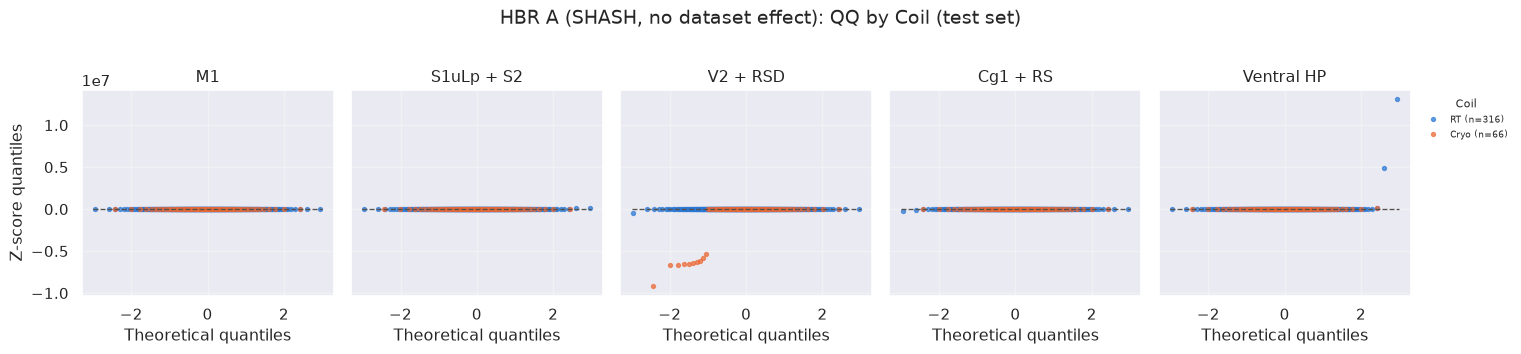 HBR A (SHASH, no dataset effect): QQ by Coil (test set)
M1
S1uLp + S2
V2 + RSD
Cg1 + RS
Ventral HP
1e7
Coil
RT (n=316)
Cryo (n=66)
Z-score quantiles
1.0
0.5
0.0
−0.5
−1.0
−2 0 2
−2 0 2
−2 0 2
−2 0 2
−2 0 2
Theoretical quantiles
Theoretical quantiles
Theoretical quantiles
Theoretical quantiles
Theoretical quantiles